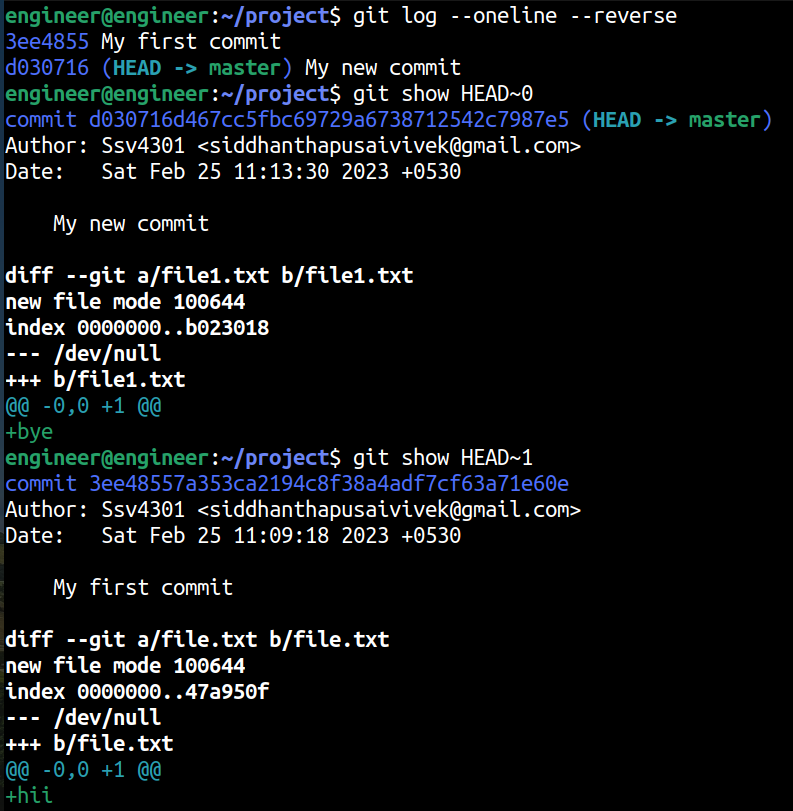 engineer@engineer:~/project$ git log --oneline --reverse
3ee4855 My first commit
d030716 (HEAD -> master) My new commit
engineer@engineer:~/project$ git show HEAD~0
commit d030716d467cc5fbc69729a6738712542c7987e5 (HEAD -> master)
Author: Ssv4301 <siddhanthapusaivivek@gmail.com>
Date:   Sat Feb 25 11:13:30 2023 +0530

    My new commit

diff --git a/file1.txt b/file1.txt
new file mode 100644
index 0000000..b023018
--- /dev/null
+++ b/file1.txt
@@ -0,0 +1 @@
+bye
engineer@engineer:~/project$ git show HEAD~1
commit 3ee48557a353ca2194c8f38a4adf7cf63a71e60e
Author: Ssv4301 <siddhanthapusaivivek@gmail.com>
Date:   Sat Feb 25 11:09:18 2023 +0530

    My first commit

diff --git a/file.txt b/file.txt
new file mode 100644
index 0000000..47a950f
--- /dev/null
+++ b/file.txt
@@ -0,0 +1 @@
+hii